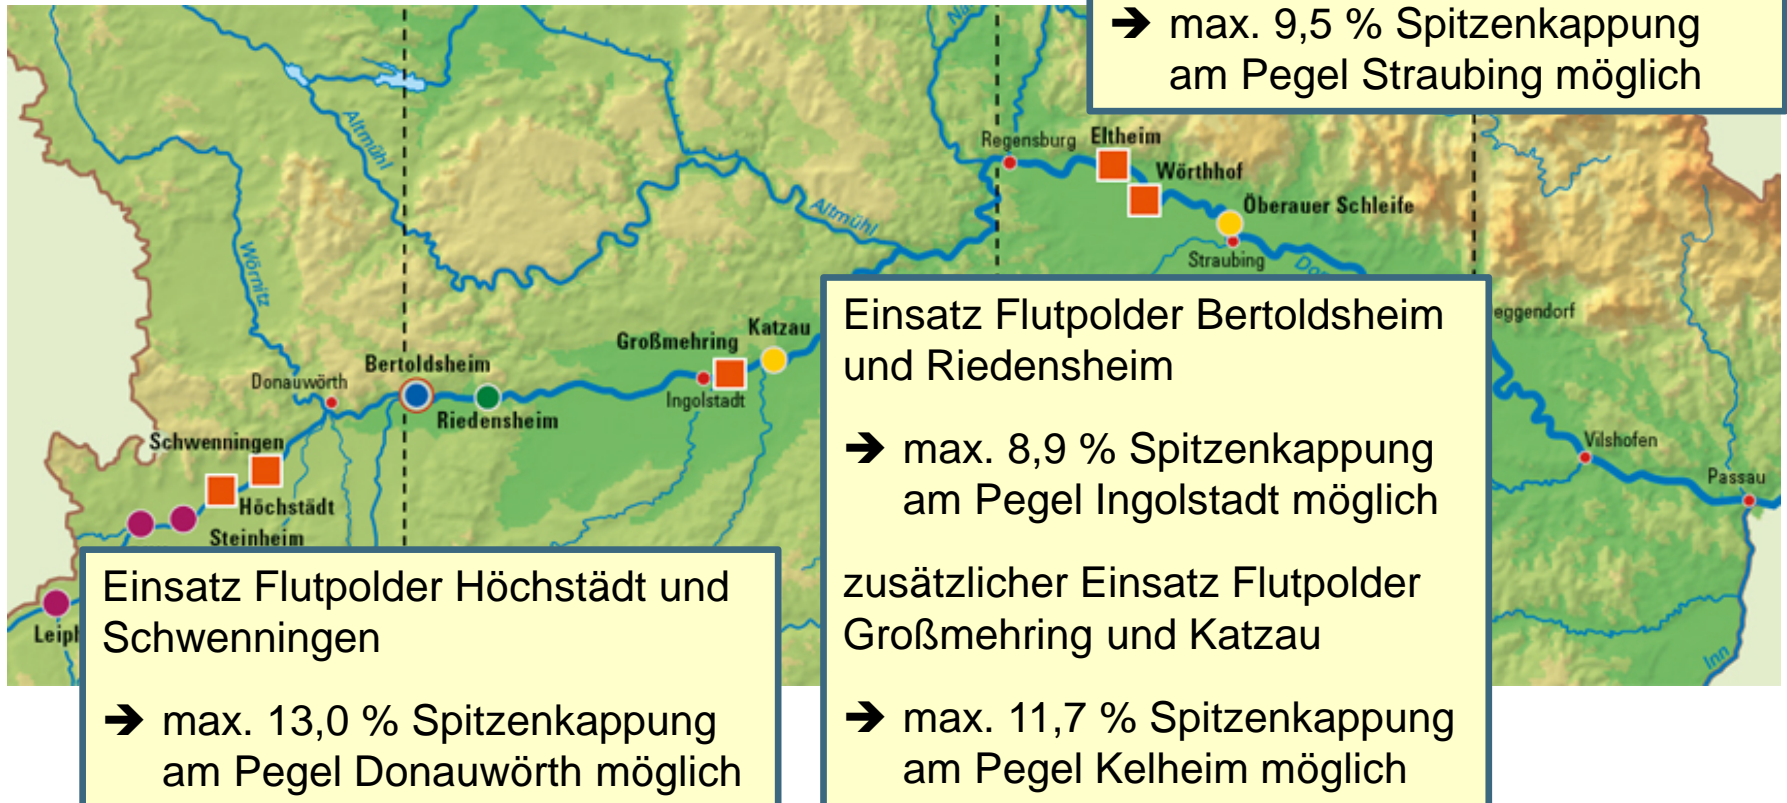 ➔ max. 9,5 % Spitzenkappung
am Pegel Straubing möglich
Altmühl
Regensburg
Eltheim
Wörthhof
Öberauer Schleife
Straubing
Altmühl
Wörnitz
eggendorf
Großmehring
Katzau
Bertoldsheim
Donauwörth
Ingolstadt
Riedensheim
Schwenningen
Höchstädt
Steinheim
Vilshofen
Passau
Inn
Einsatz Flutpolder Höchstädt und
Schwenningen
➔ max. 13,0 % Spitzenkappung
am Pegel Donauwörth möglich
Einsatz Flutpolder Bertoldsheim
und Riedensheim
➔ max. 8,9 % Spitzenkappung
am Pegel Ingolstadt möglich
zusätzlicher Einsatz Flutpolder
Großmehring und Katzau
➔ max. 11,7 % Spitzenkappung
am Pegel Kelheim möglich